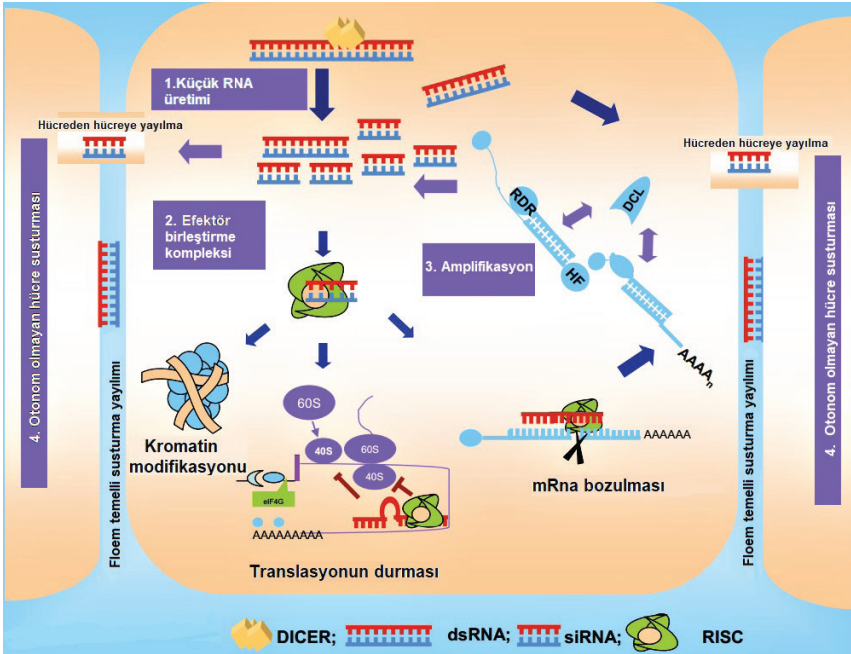 1.Küçük RNA
üretimi
Hücreden hücreye yayılma
Hücreden hücreye yayılma
4. Otonom olmayan hücre susturması
2. Efektör
birleştirme
kompleksi
RDR
HF
DCL
3. Amplifikasyon
AAAAn
Floem temelli susturma yayılımı
Kromatin
modifikasyonu
60S
40S
60S
40S
eIF4G
AAAAAAAAA
Translasyonun durması
AAAAAA
mRna bozulması
Floem temelli susturma yayılımı
4. Otonom olmayan hücre susturması
DICER; dsRNA; siRNA; RISC